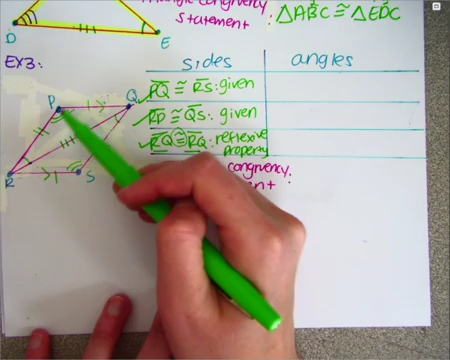 triangle congruency
statement:
△ABC ≅ △EDC
D
E
EX3:
sides
angles
P
Q
R
S
PQ ≅ RS: given
RP ≅ QS: given
RQ ≅ RQ: reflexive
property
congruency